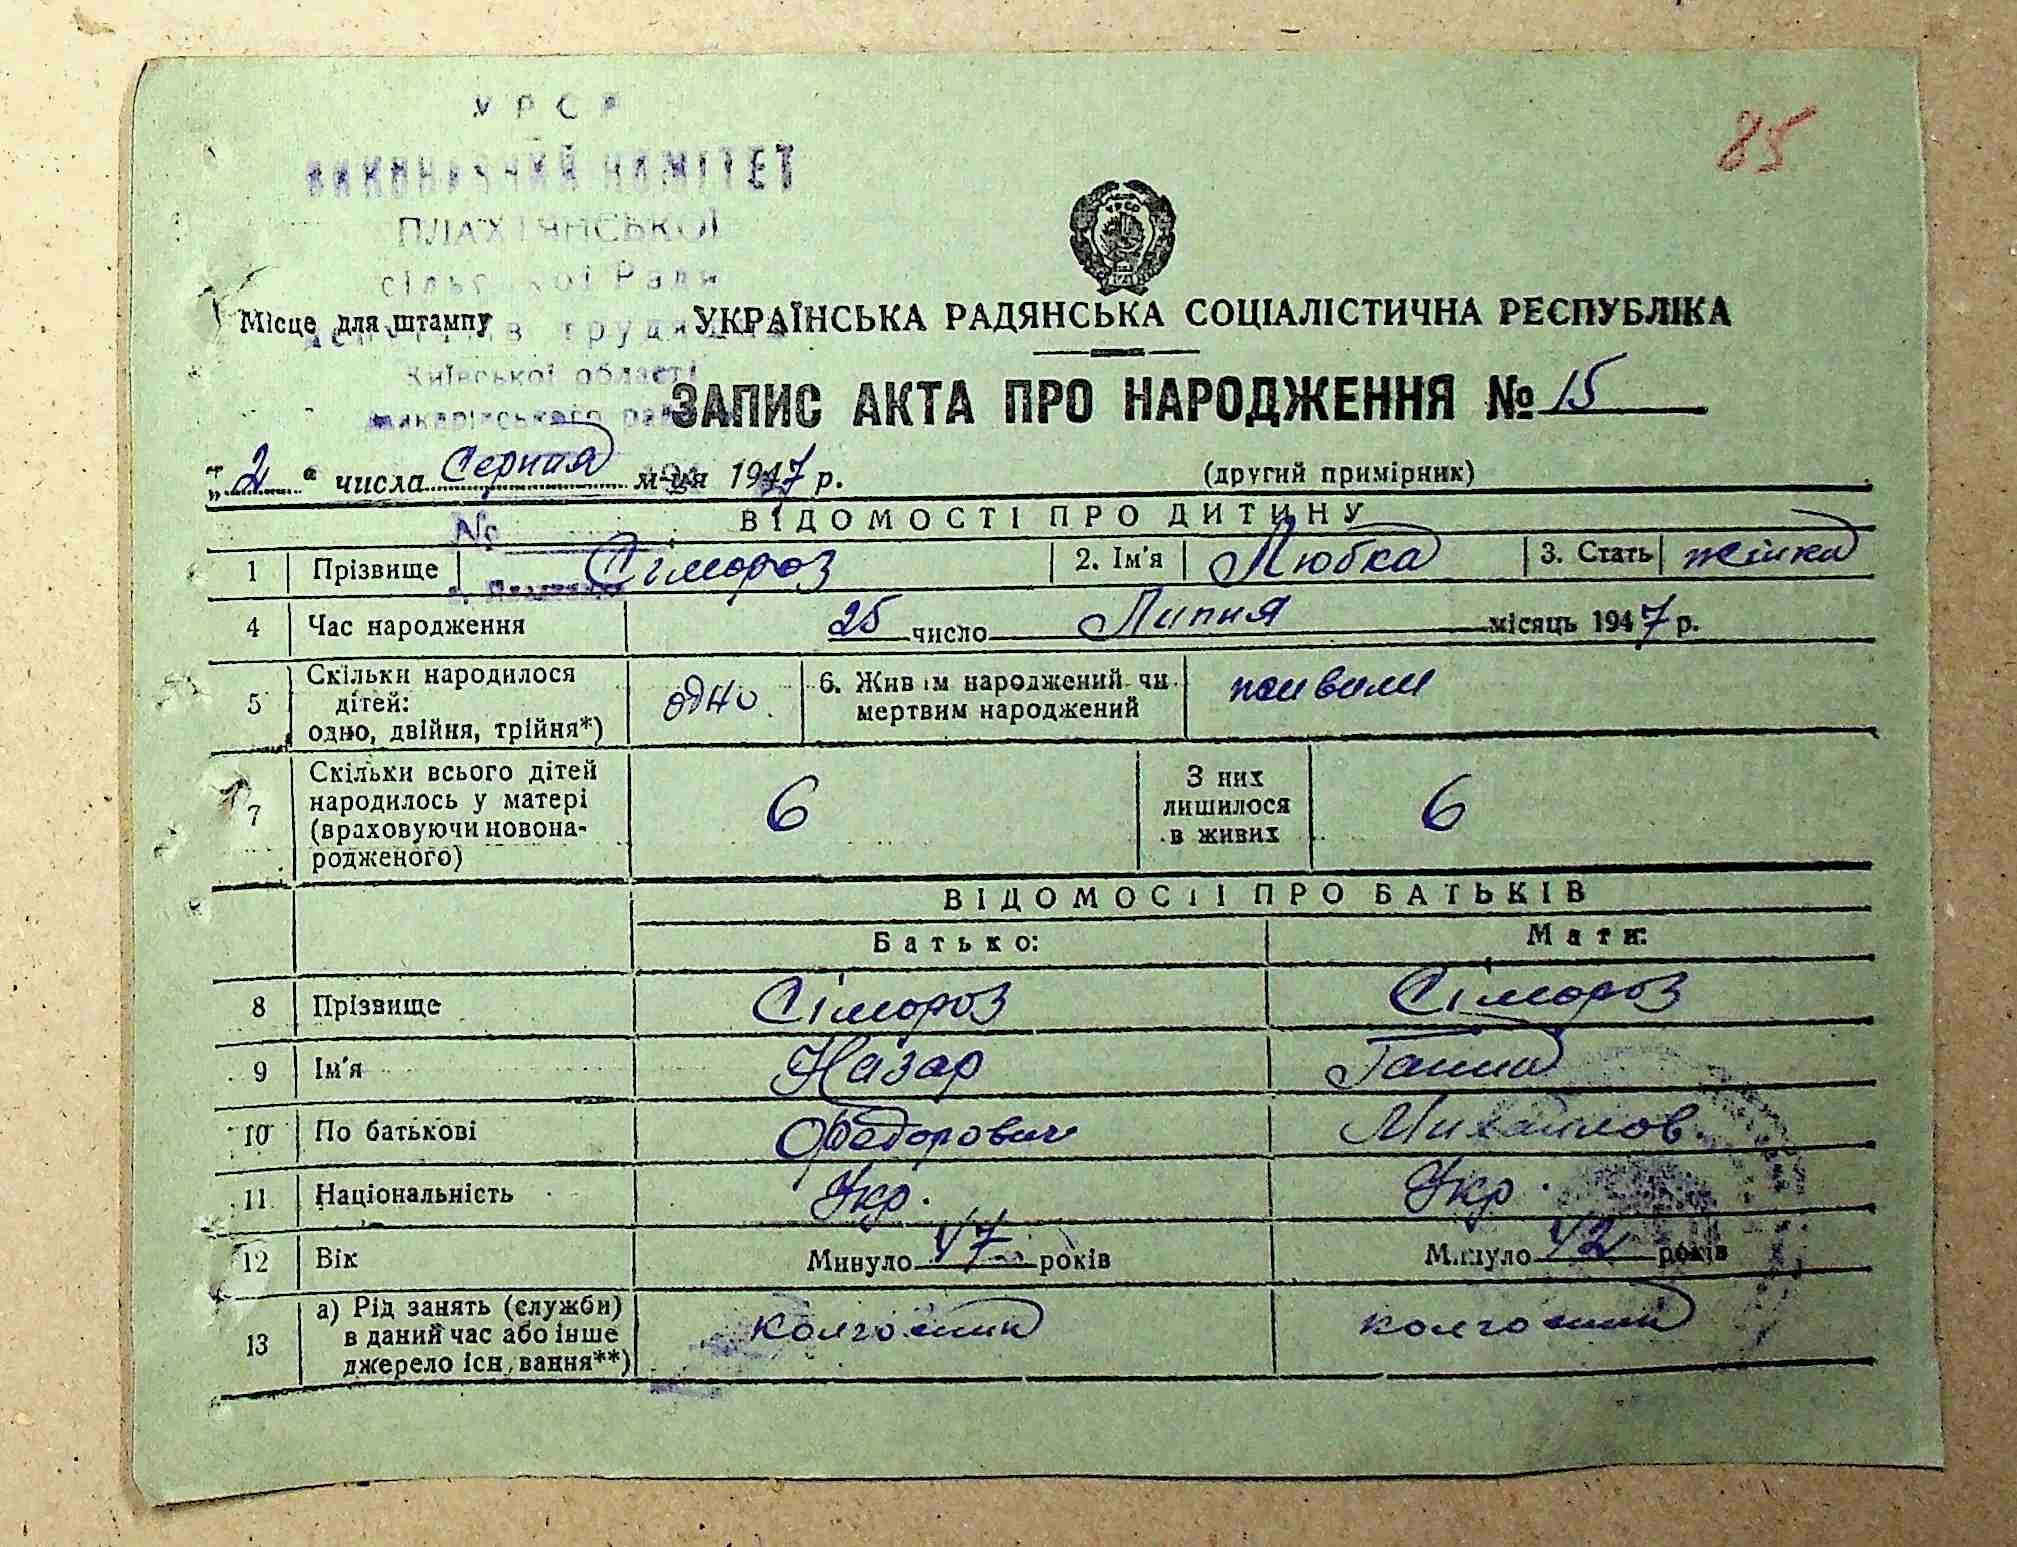 УРСР
ВИКОНАВЧИЙ КОМІТЕТ
ПЛАХТЯНСЬКОЇ
сільської Ради
депутатів трудящих
Київської області
Макарівського району
85
Місце для штампу
УКРАЇНСЬКА РАДЯНСЬКА СОЦІАЛІСТИЧНА РЕСПУБЛІКА
ЗАПИС АКТА ПРО НАРОДЖЕННЯ № 15
„2“ числа Серпня м-ця 1947 р. (другий примірник)
№
ВІДОМОСТІ ПРО ДИТИНУ
1 Прізвище Сімороз 2. Ім'я Любка 3. Стать жінка
4 Час народження 25 число Липня місяць 1947 р.
5 Скільки народилося дітей: одно, двійня, трійня*) одно 6. Живим народжений чи мертвим народжений живим
7 Скільки всього дітей народилось у матері (враховуючи новонародженого) 6 З них лишилося в живих 6
ВІДОМОСТІ ПРО БАТЬКІВ
Батько: Мати:
8 Прізвище Сімороз Сімороз
9 Ім'я Назар Ганна
10 По батькові Федорович Михайлов.
11 Національність Укр. Укр.
12 Вік Минуло 47 років Минуло 42 років
13 а) Рід занять (служби) в даний час або інше джерело існування**) колгоспник колгоспник